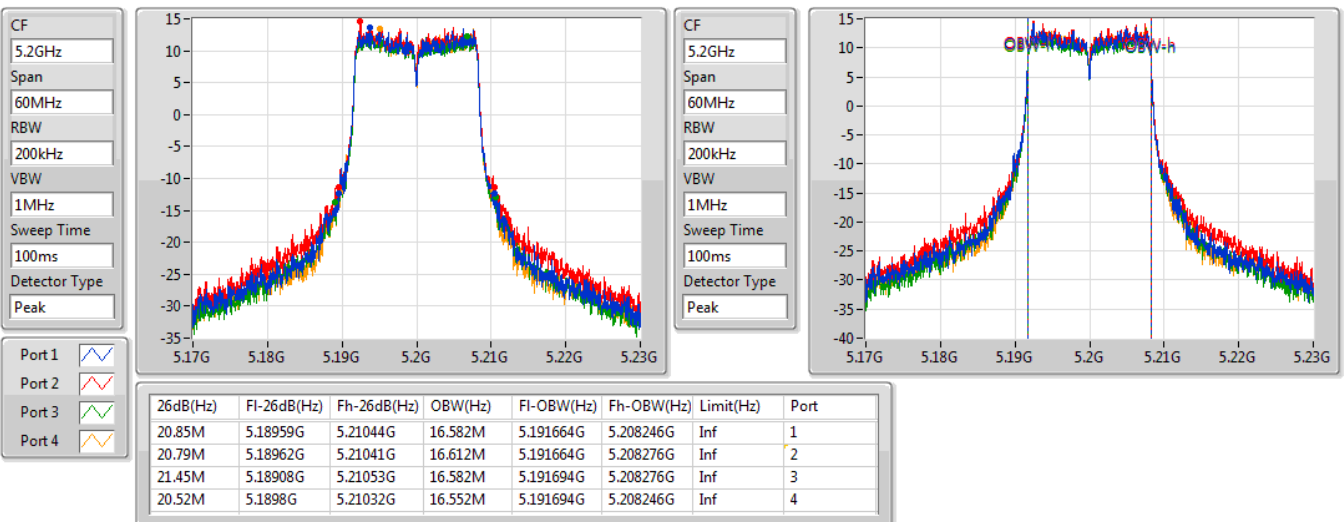 CF
5.2GHz
Span
60MHz
RBW
200kHz
VBW
1MHz
Sweep Time
100ms
Detector Type
Peak
15
10
5
0
-5
-10
-15
-20
-25
-30
-35
5.17G 5.18G 5.19G 5.2G 5.21G 5.22G 5.23G
CF
5.2GHz
Span
60MHz
RBW
200kHz
VBW
1MHz
Sweep Time
100ms
Detector Type
Peak
15
10
5
0
-5
-10
-15
-20
-25
-30
-35
-40
OBW-h
5.17G 5.18G 5.19G 5.2G 5.21G 5.22G 5.23G
Port 1
Port 2
Port 3
Port 4
26dB(Hz) Fl-26dB(Hz) Fh-26dB(Hz) OBW(Hz) Fl-OBW(Hz) Fh-OBW(Hz) Limit(Hz) Port
20.85M 5.18959G 5.21044G 16.582M 5.191664G 5.208246G Inf 1
20.79M 5.18962G 5.21041G 16.612M 5.191664G 5.208276G Inf 2
21.45M 5.18908G 5.21053G 16.582M 5.191694G 5.208276G Inf 3
20.52M 5.1898G 5.21032G 16.552M 5.191694G 5.208246G Inf 4